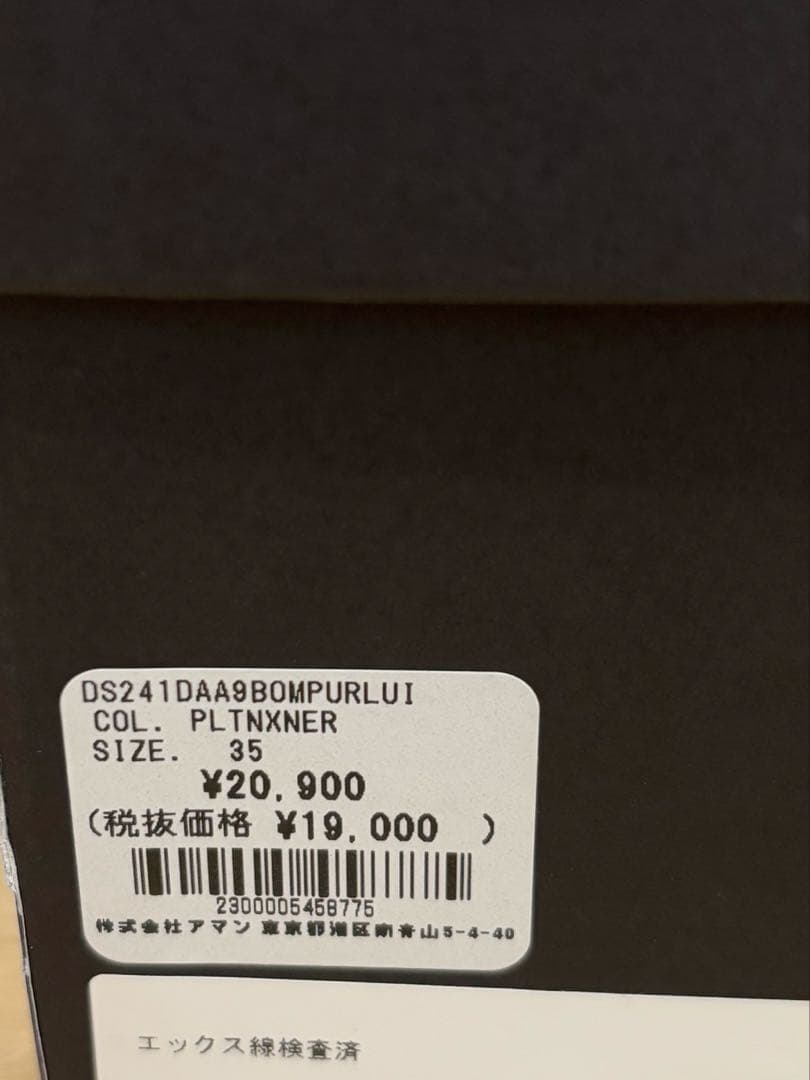 DS241DAA9BOMPURLUI
COL. PLTNXNER
SIZE. 35
¥20,900
(税抜価格 ¥19,000 )
2300005458775
株式会社アマン 東京都港区南青山5-4-40
エックス線検査済